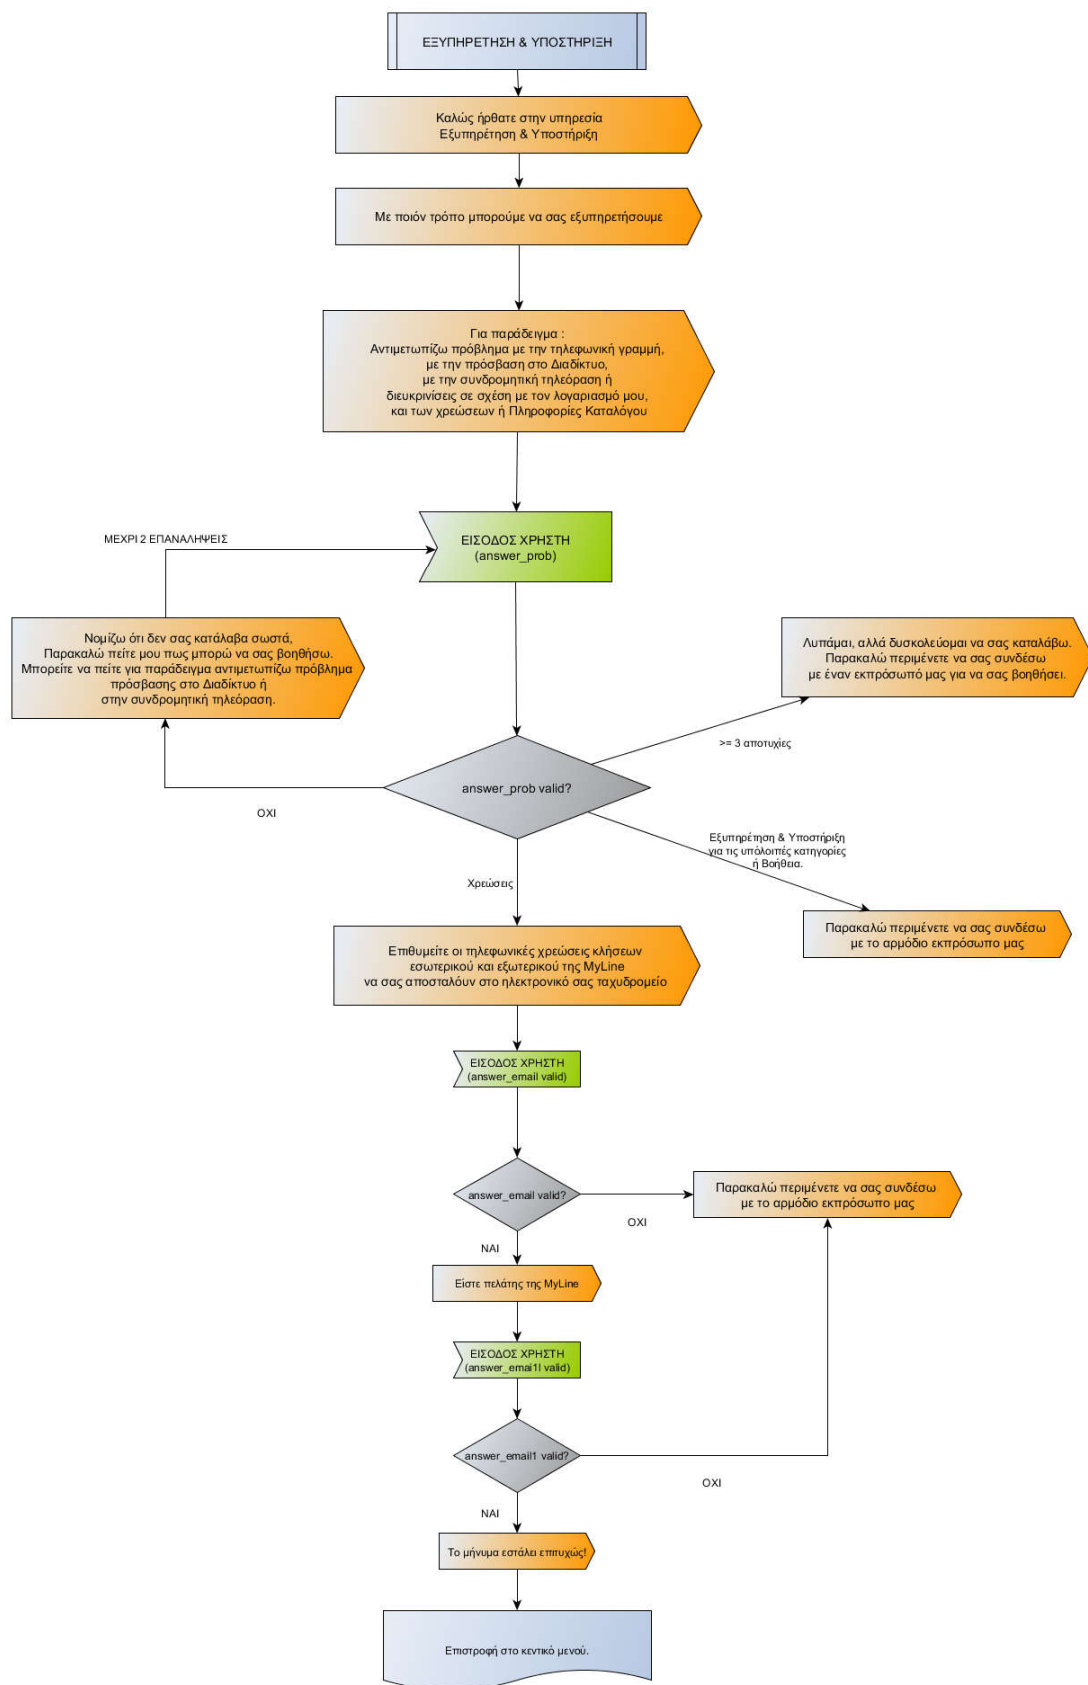 ΕΞΥΠΗΡΕΤΗΣΗ & ΥΠΟΣΤΗΡΙΞΗ
Καλώς ήρθατε στην υπηρεσία
Εξυπηρέτηση & Υποστήριξη
Με ποιόν τρόπο μπορούμε να σας εξυπηρετήσουμε
Για παράδειγμα :
Αντιμετωπίζω πρόβλημα με την τηλεφωνική γραμμή,
με την πρόσβαση στο Διαδίκτυο,
με την συνδρομητική τηλεόραση ή
διευκρινίσεις σε σχέση με τον λογαριασμό μου,
και των χρεώσεων ή Πληροφορίες Καταλόγου
ΕΙΣΟΔΟΣ ΧΡΗΣΤΗ
(answer_prob)
ΜΕΧΡΙ 2 ΕΠΑΝΑΛΗΨΕΙΣ
Νομίζω ότι δεν σας κατάλαβα σωστά,
Παρακαλώ πείτε μου πως μπορώ να σας βοηθήσω.
Μπορείτε να πείτε για παράδειγμα αντιμετωπίζω πρόβλημα
πρόσβασης στο Διαδίκτυο ή
στην συνδρομητική τηλεόραση.
Λυπάμαι, αλλά δυσκολεύομαι να σας καταλάβω.
Παρακαλώ περιμένετε να σας συνδέσω
με έναν εκπρόσωπό μας για να σας βοηθήσει.
>= 3 αποτυχίες
answer_prob valid?
ΟΧΙ
Εξυπηρέτηση & Υποστήριξη
για τις υπόλοιπές κατηγορίες
ή Βοήθεια.
Χρεώσεις
Παρακαλώ περιμένετε να σας συνδέσω
με το αρμόδιο εκπρόσωπο μας
Επιθυμείτε οι τηλεφωνικές χρεώσεις κλήσεων
εσωτερικού και εξωτερικού της MyLine
να σας αποσταλούν στο ηλεκτρονικό σας ταχυδρομείο
ΕΙΣΟΔΟΣ ΧΡΗΣΤΗ
(answer_email valid)
answer_email valid?
ΟΧΙ
Παρακαλώ περιμένετε να σας συνδέσω
με το αρμόδιο εκπρόσωπο μας
ΝΑΙ
Είστε πελάτης της MyLine
ΕΙΣΟΔΟΣ ΧΡΗΣΤΗ
(answer_emai1l valid)
answer_email1 valid?
ΟΧΙ
ΝΑΙ
Το μήνυμα εστάλει επιτυχώς!
Επιστροφή στο κεντικό μενού.